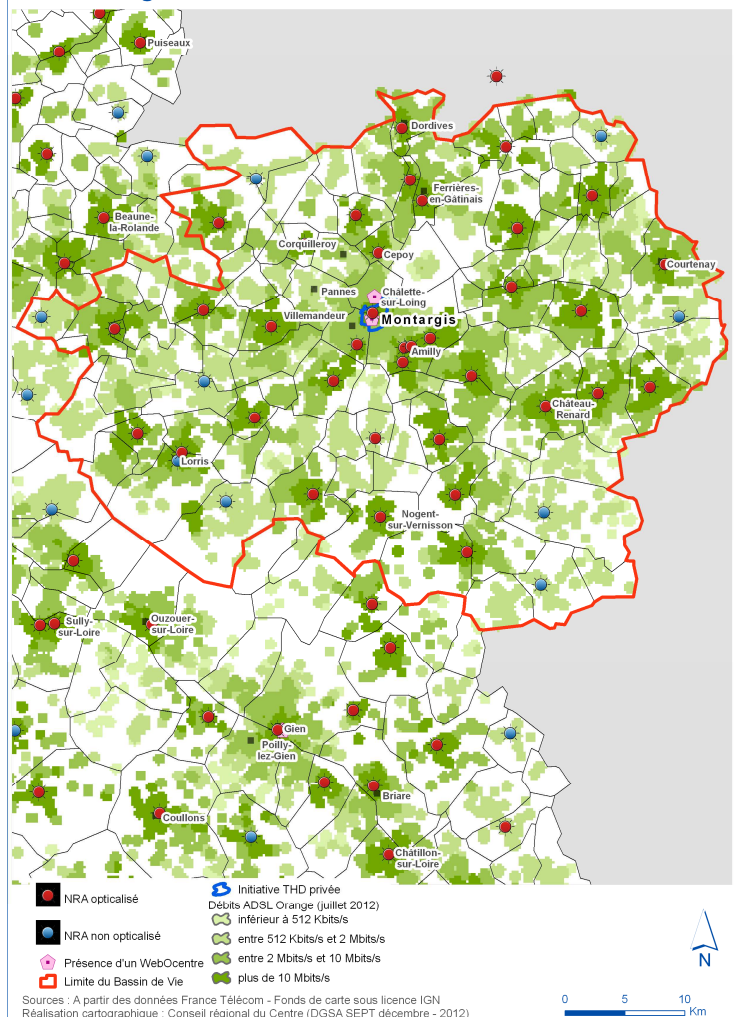 Puiseaux
Dordives
Ferrières-
en-Gâtinais
Beaune-
la-Rolande
Corquilleroy
Cepoy
Courtenay
Pannes
Châlette-
sur-Loing
Villemandeur
Montargis
Amilly
Château-
Renard
Lorris
Nogent-
sur-Vernisson
Sully-
sur-Loire
Ouzouer-
sur-Loire
Gien
Poilly-
lez-Gien
Briare
Coullons
Châtillon-
sur-Loire
NRA opticalisé
NRA non opticalisé
Présence d'un WebOcentre
Limite du Bassin de Vie
Initiative THD privée
Débits ADSL Orange (juillet 2012)
inférieur à 512 Kbits/s
entre 512 Kbits/s et 2 Mbits/s
entre 2 Mbits/s et 10 Mbits/s
plus de 10 Mbits/s
N
Sources : A partir des données France Télécom - Fonds de carte sous licence IGN
Réalisation cartographique : Conseil régional du Centre (DGSA SEPT décembre - 2012)
0 5 10
Km